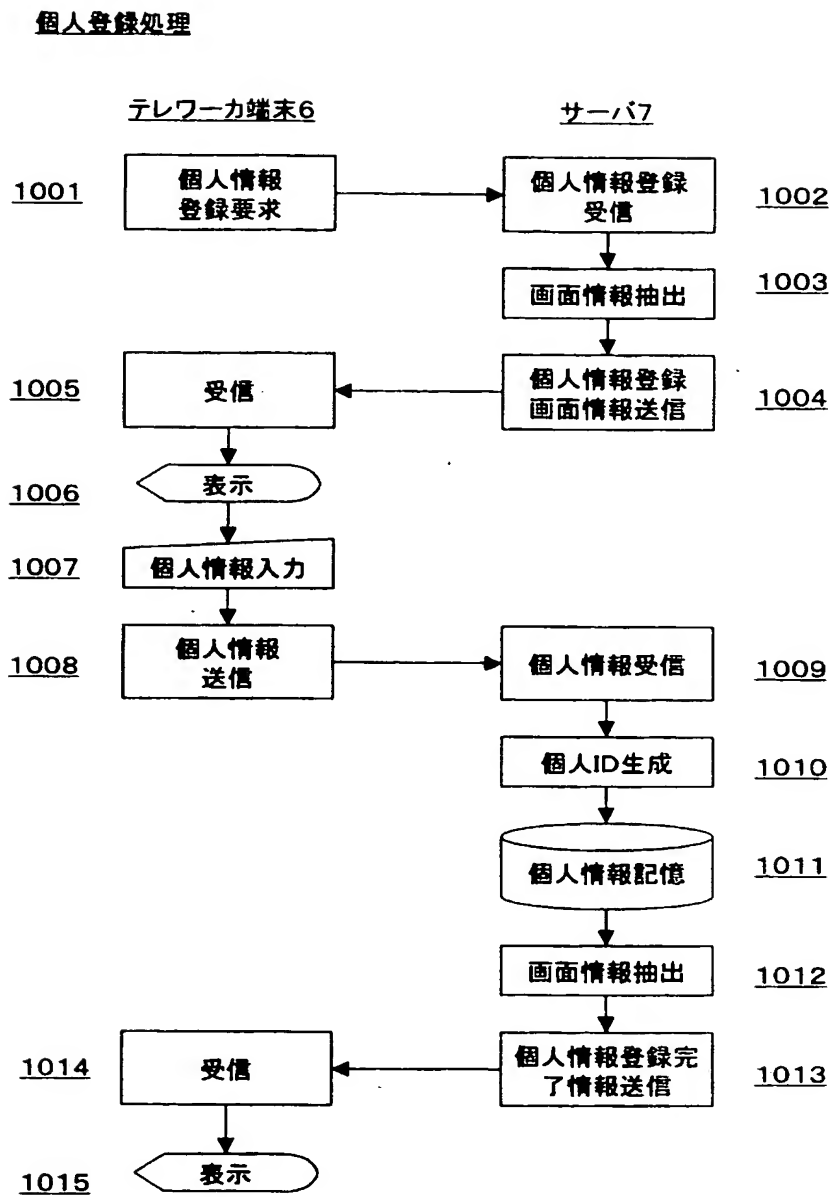 個人登録処理
テレワーカ端末6
サーバ7
1001
個人情報
登録要求
個人情報登録
受信
1002
画面情報抽出
1003
1005
受信
個人情報登録
画面情報送信
1004
1006
表示
1007
個人情報入力
1008
個人情報
送信
個人情報受信
1009
個人ID生成
1010
個人情報記憶
1011
画面情報抽出
1012
1014
受信
個人情報登録完
了情報送信
1013
1015
表示